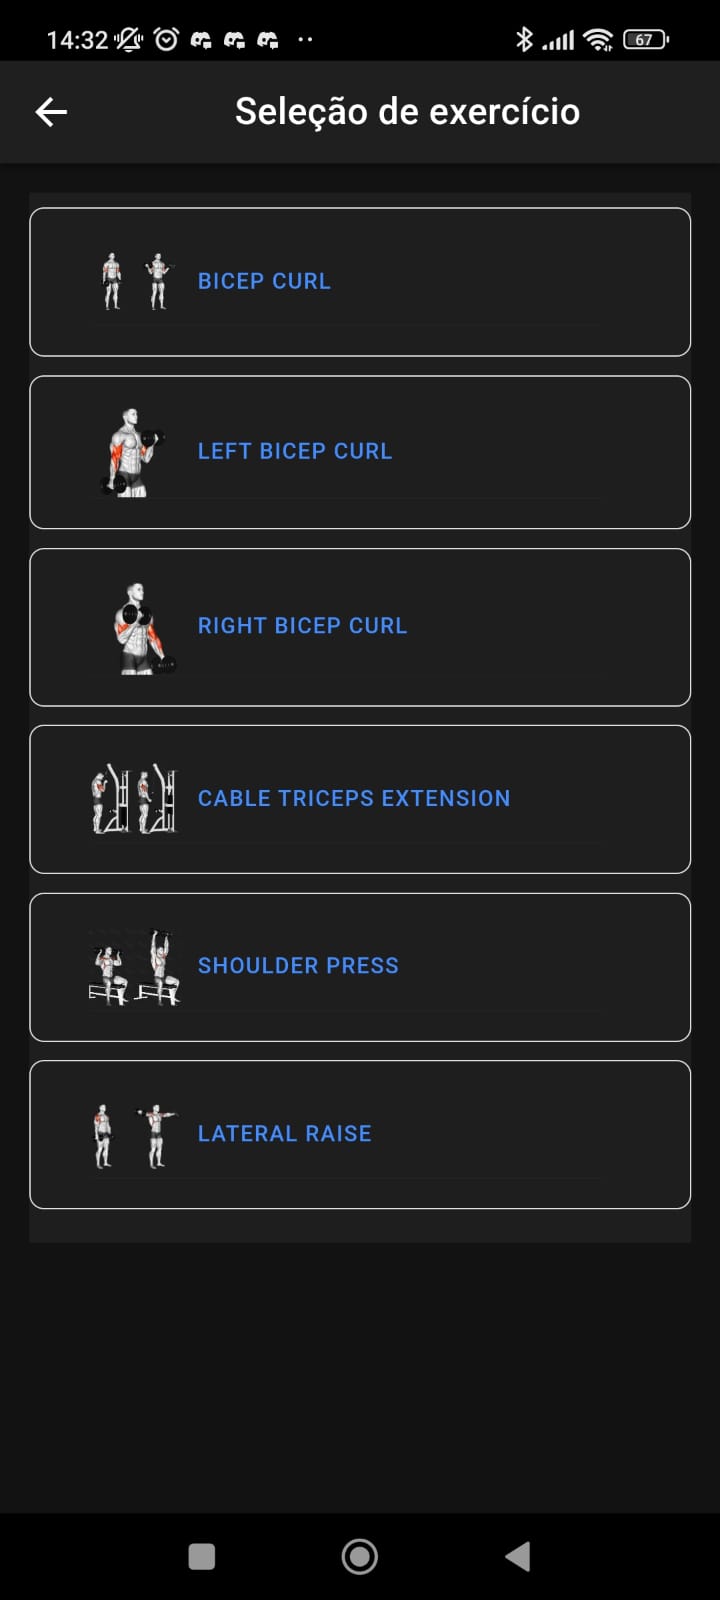 14:32
67
Seleção de exercício
BICEP CURL
LEFT BICEP CURL
RIGHT BICEP CURL
CABLE TRICEPS EXTENSION
SHOULDER PRESS
LATERAL RAISE